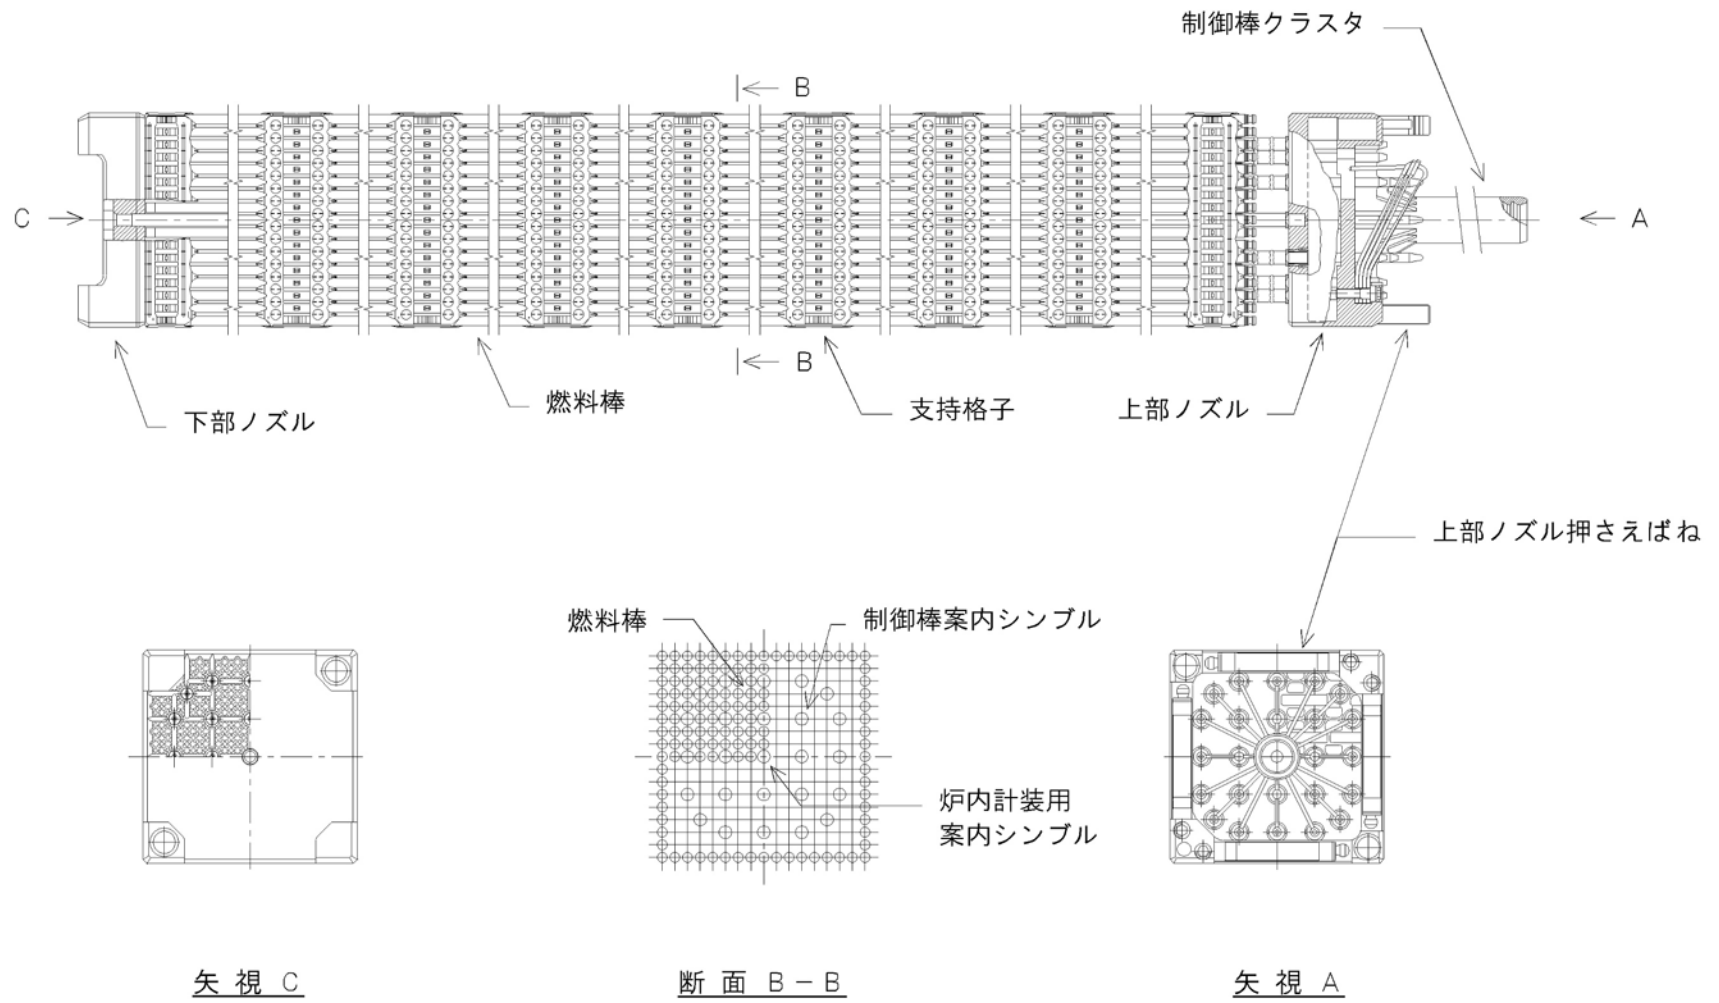 制御棒クラスタ
B
C
A
B
燃料棒
支持格子
上部ノズル
下部ノズル
上部ノズル押さえばね
燃料棒
制御棒案内シンブル
炉内計装用
案内シンブル
矢 視 C
断 面 B－B
矢 視 A